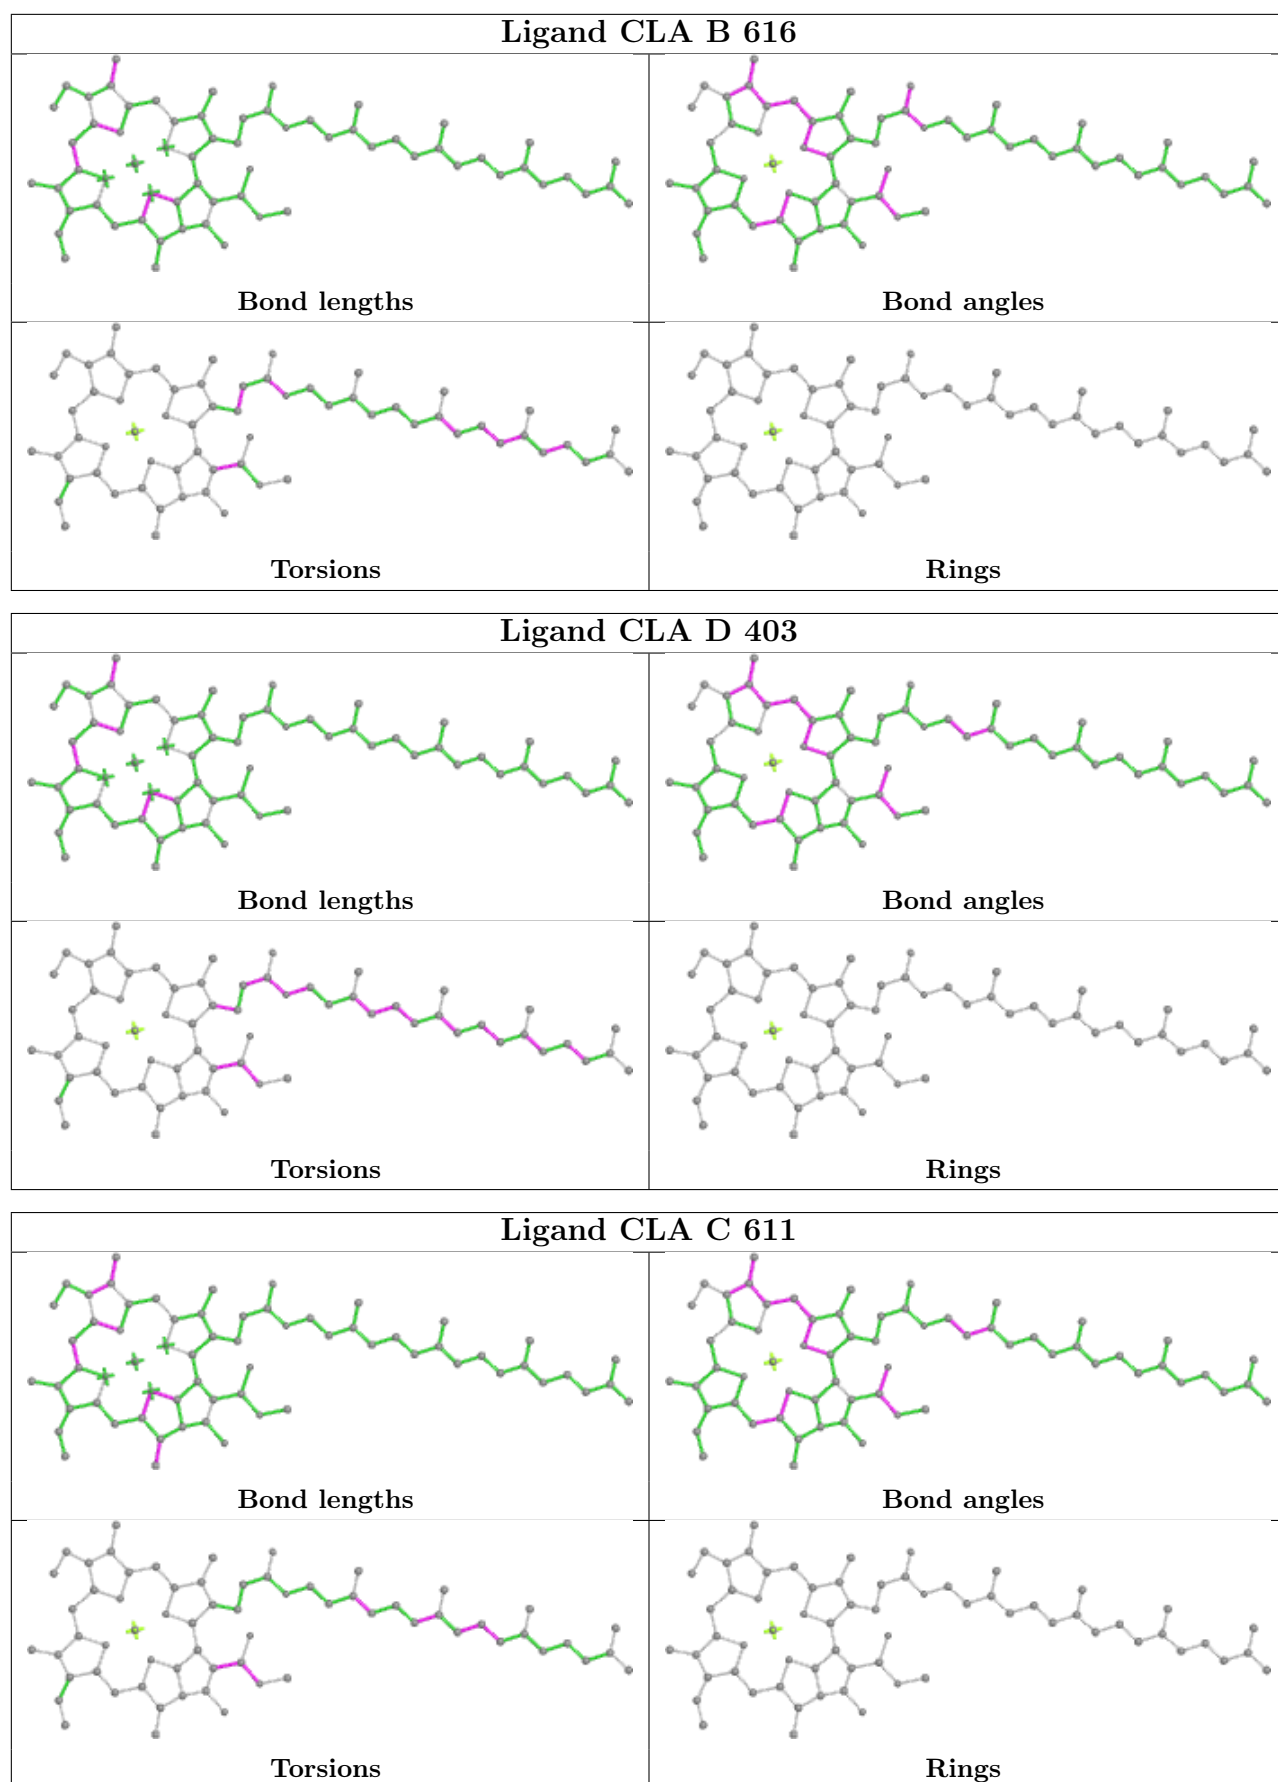 Ligand CLA B 616
Bond lengths
Bond angles
Torsions
Rings
Ligand CLA D 403
Bond lengths
Bond angles
Torsions
Rings
Ligand CLA C 611
Bond lengths
Bond angles
Torsions
Rings